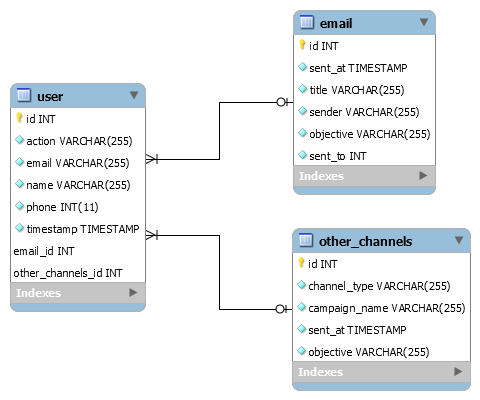 user
id INT
action VARCHAR(255)
email VARCHAR(255)
name VARCHAR(255)
phone INT(11)
timestamp TIMESTAMP
email_id INT
other_channels_id INT
Indexes
email
id INT
sent_at TIMESTAMP
title VARCHAR(255)
sender VARCHAR(255)
objective VARCHAR(255)
sent_to INT
Indexes
other_channels
id INT
channel_type VARCHAR(255)
campaign_name VARCHAR(255)
sent_at TIMESTAMP
objective VARCHAR(255)
Indexes